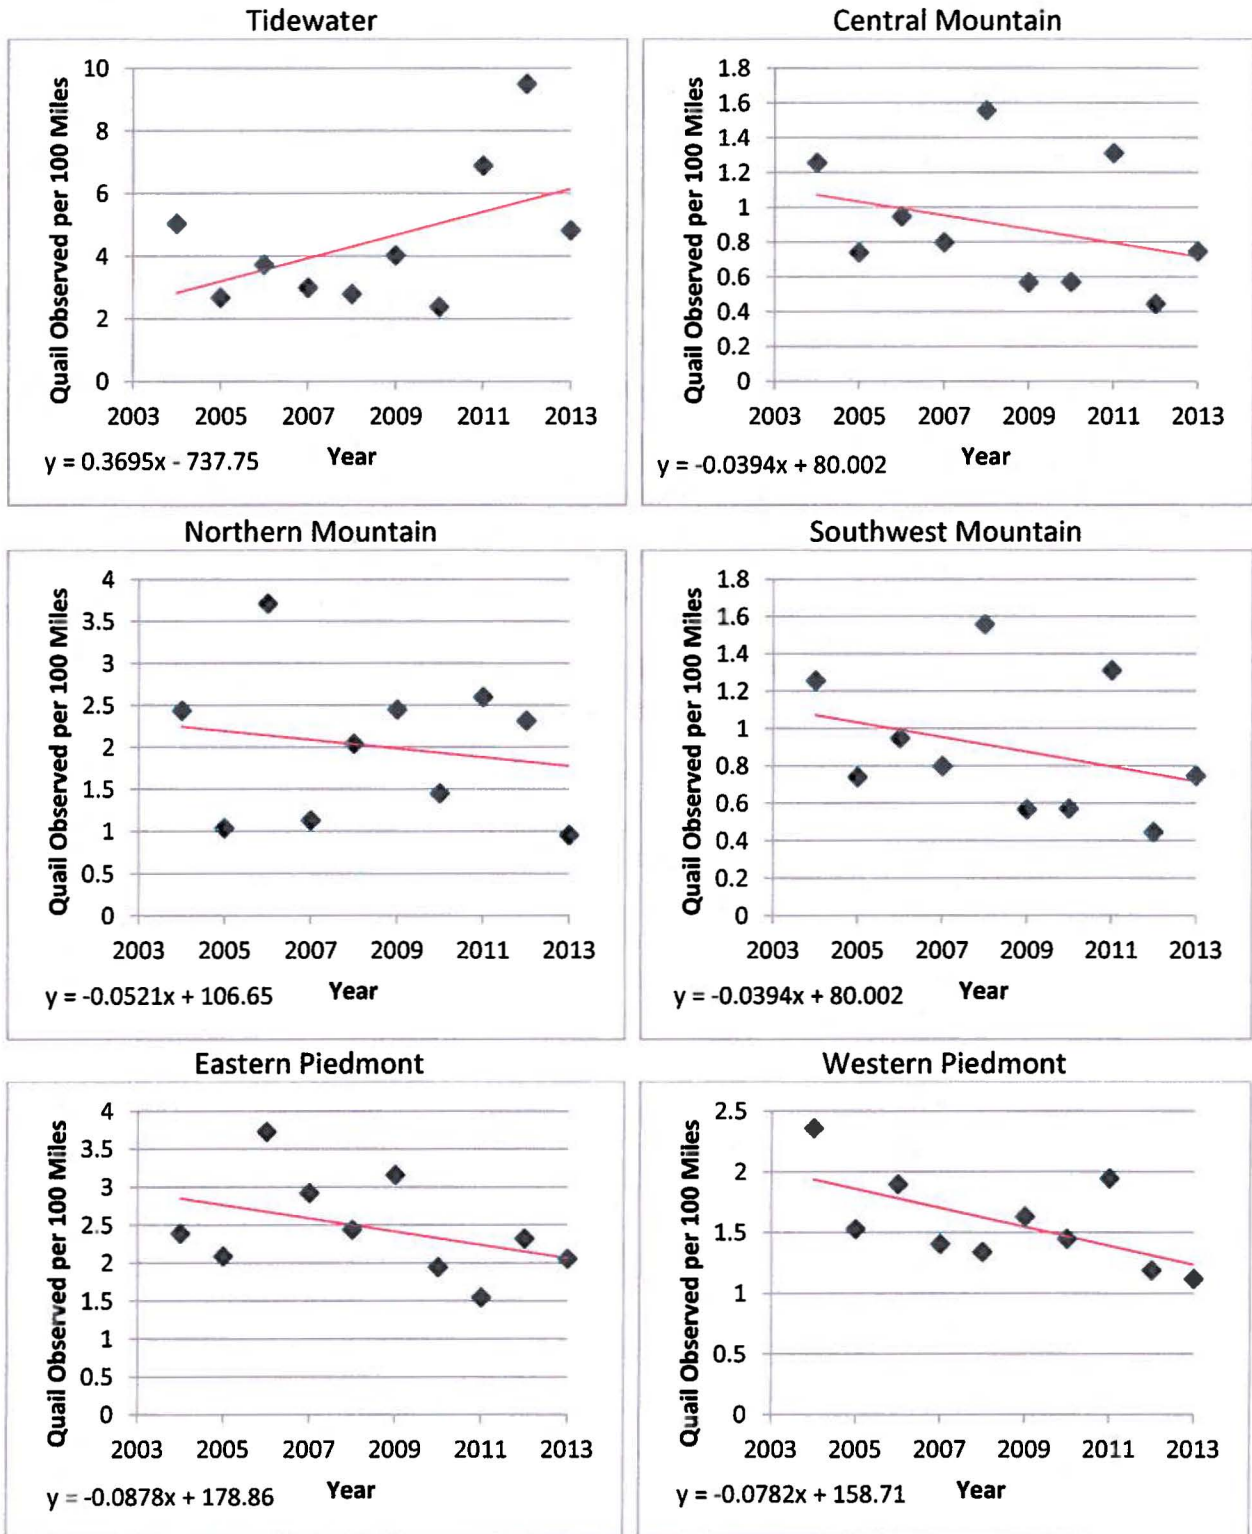 Tidewater
Quail Observed per 100 Miles
10
8
6
4
2
0
2003 2005 2007 2009 2011 2013
Year
y = 0.3695x - 737.75
Central Mountain
Quail Observed per 100 Miles
1.8
1.6
1.4
1.2
1
0.8
0.6
0.4
0.2
0
2003 2005 2007 2009 2011 2013
Year
y = -0.0394x + 80.002
Northern Mountain
Quail Observed per 100 Miles
4
3.5
3
2.5
2
1.5
1
0.5
0
2003 2005 2007 2009 2011 2013
Year
y = -0.0521x + 106.65
Southwest Mountain
Quail Observed per 100 Miles
1.8
1.6
1.4
1.2
1
0.8
0.6
0.4
0.2
0
2003 2005 2007 2009 2011 2013
Year
y = -0.0394x + 80.002
Eastern Piedmont
Quail Observed per 100 Miles
4
3.5
3
2.5
2
1.5
1
0.5
0
2003 2005 2007 2009 2011 2013
Year
y = -0.0878x + 178.86
Western Piedmont
Quail Observed per 100 Miles
2.5
2
1.5
1
0.5
0
2003 2005 2007 2009 2011 2013
Year
y = -0.0782x + 158.71